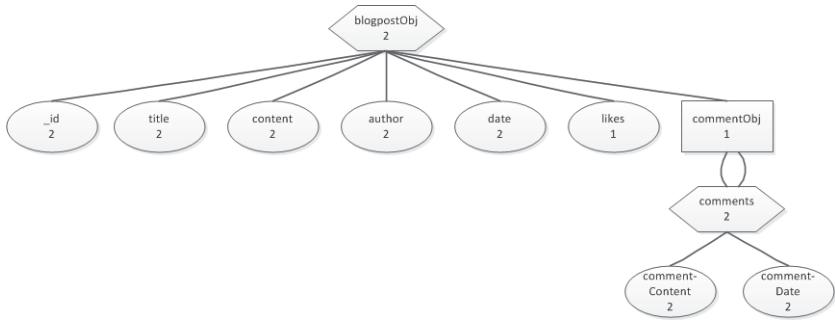 blogpostObj
2
_id
2
title
2
content
2
author
2
date
2
likes
1
commentObj
1
comments
2
comment-
Content
2
comment-
Date
2